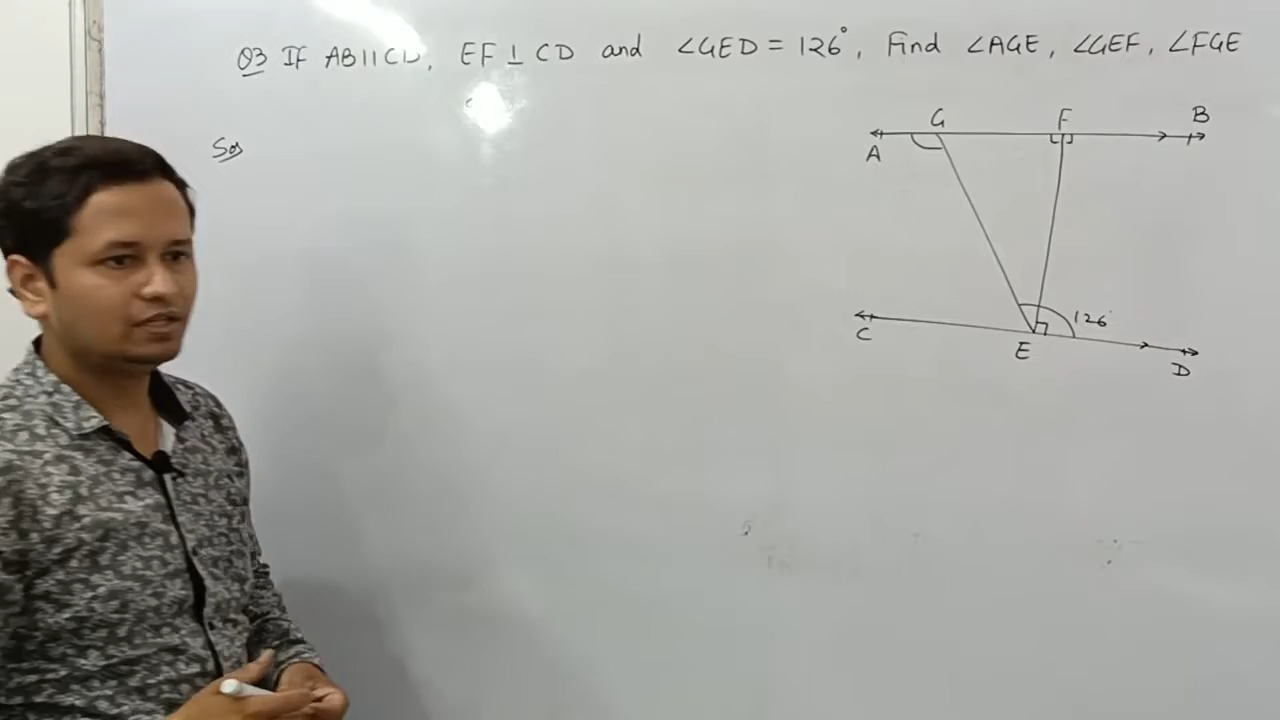 Q3 IF AB||CD, EF⊥CD and ∠GED = 126°, Find ∠AGE, ∠GEF, ∠FGE
Sol
G F B
A
126°
C E D